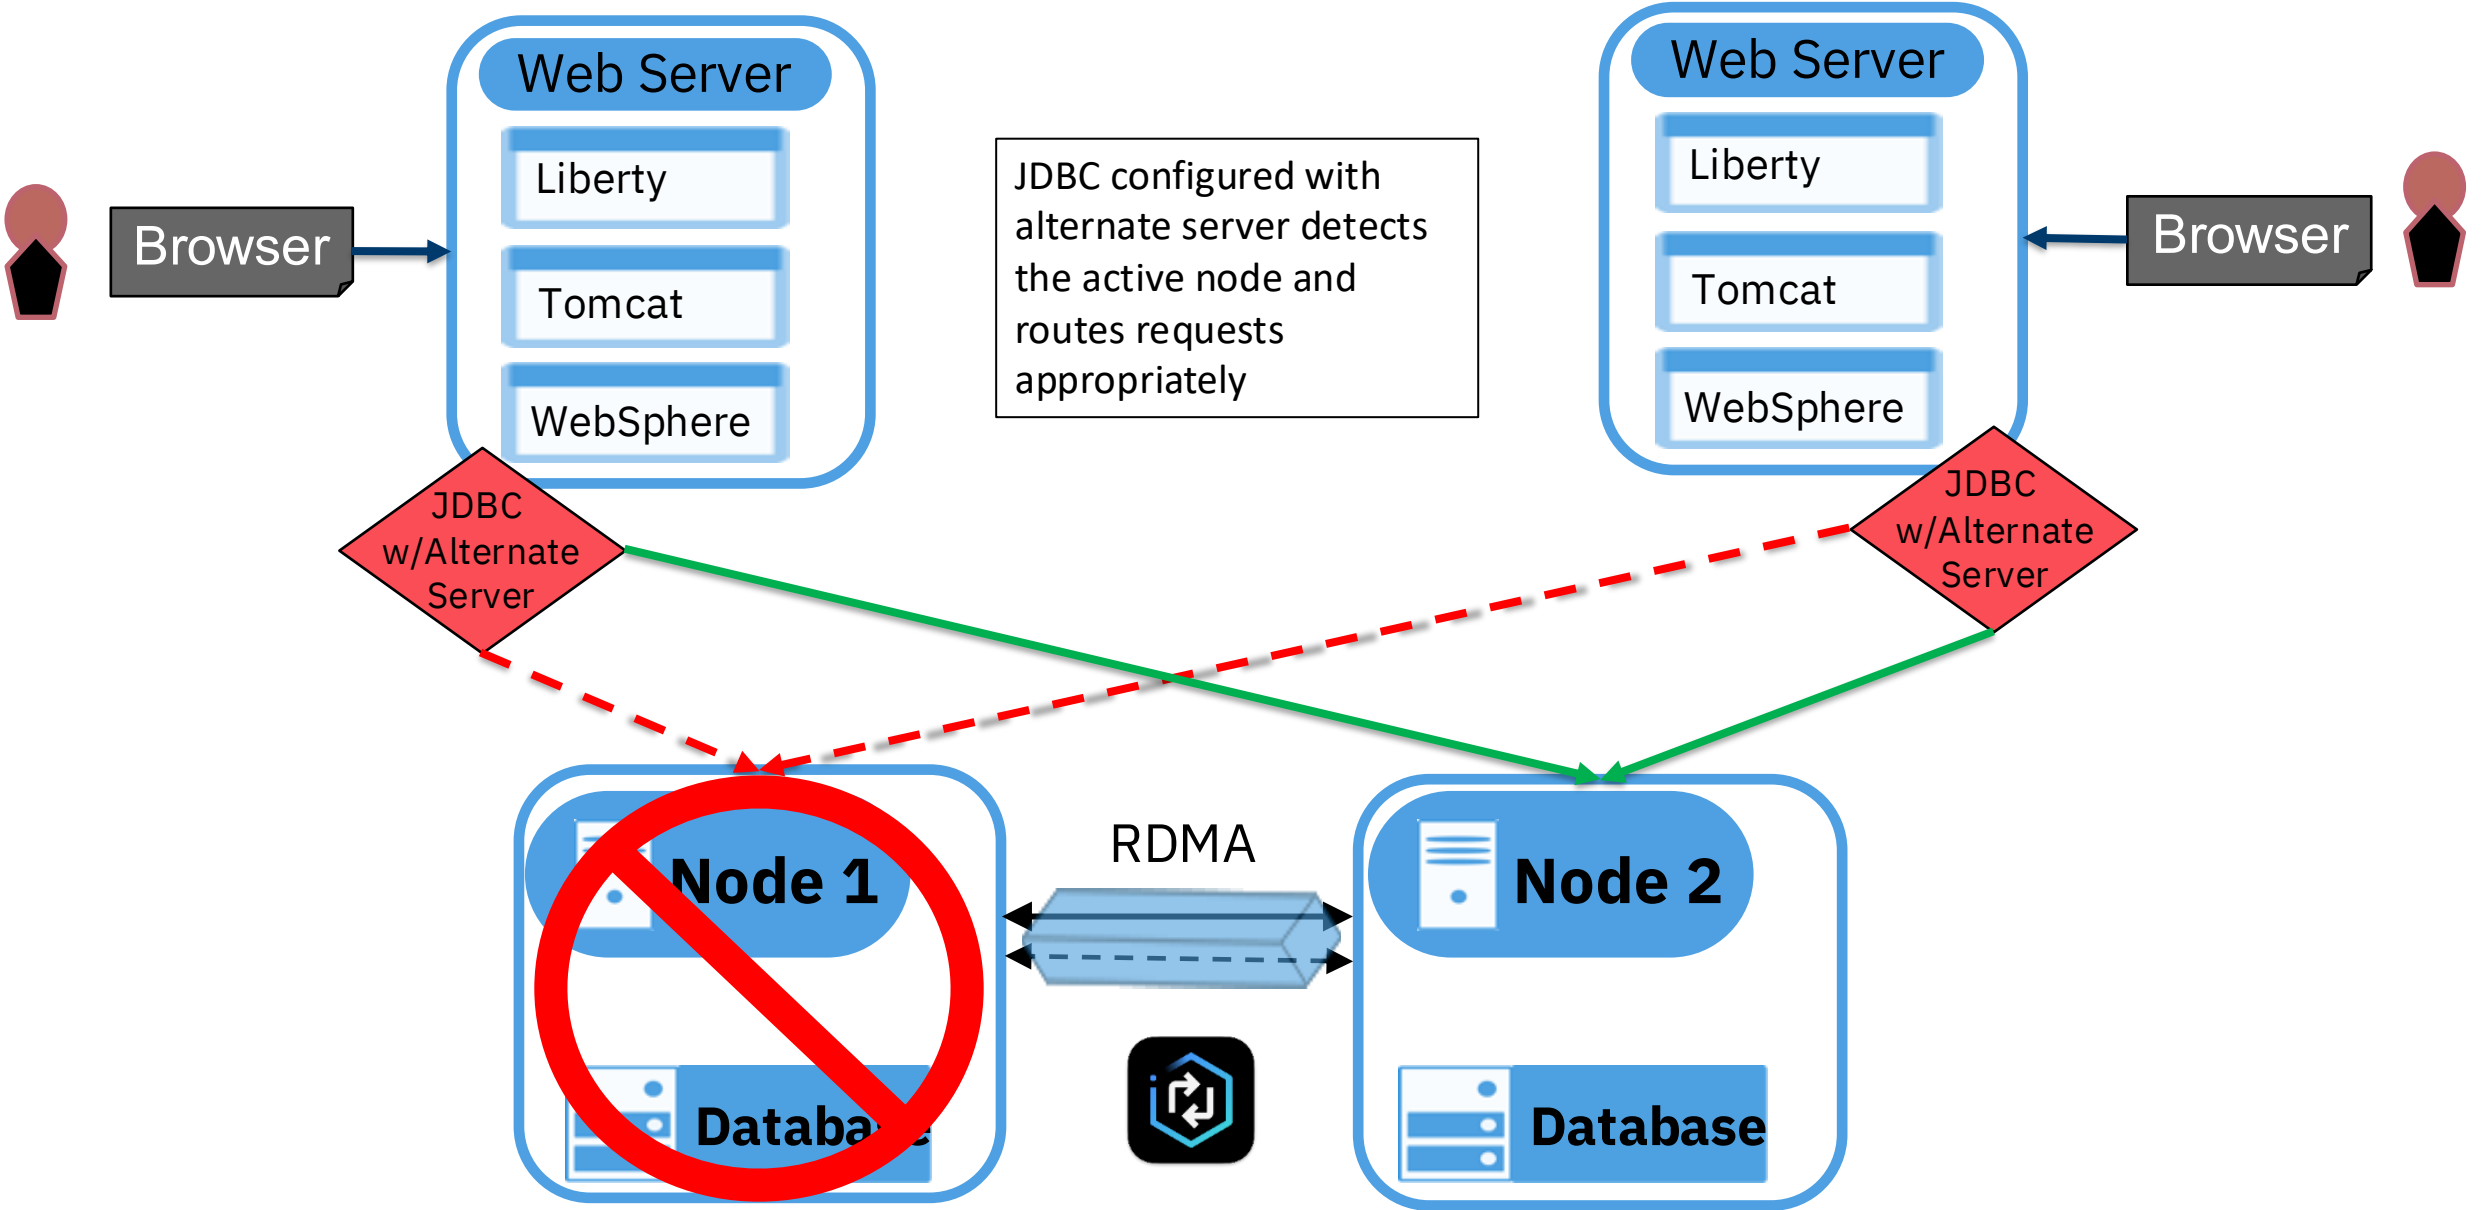 Web Server
Liberty
Tomcat
WebSphere
Browser
JDBC
w/Alternate
Server
JDBC configured with
alternate server detects
the active node and
routes requests
appropriately
Web Server
Liberty
Tomcat
WebSphere
Browser
JDBC
w/Alternate
Server
Node 1
Database
RDMA
Node 2
Database